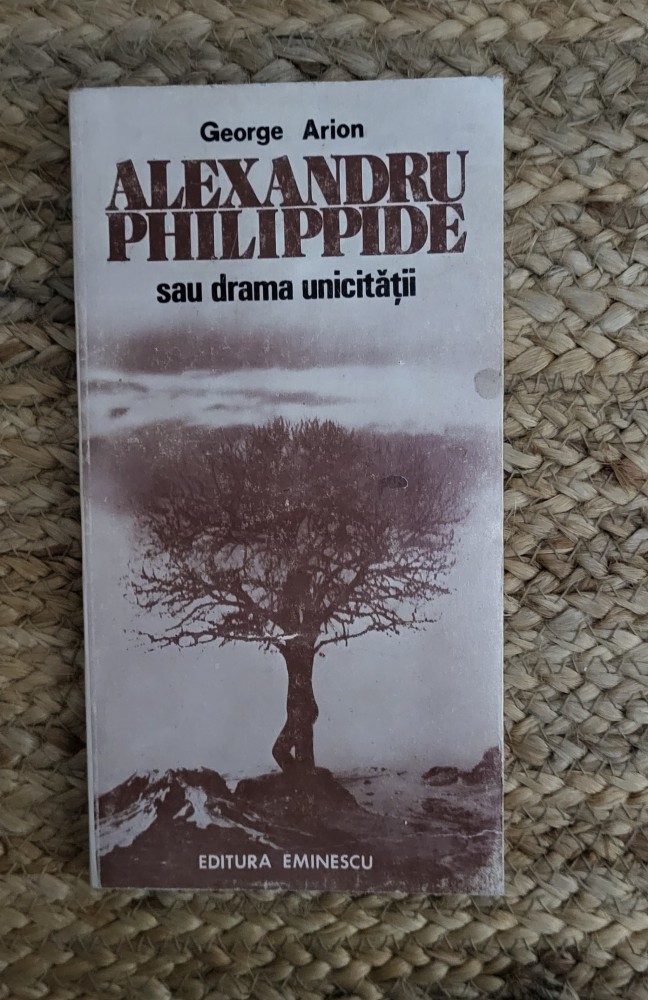 George Arion
ALEXANDRU
PHILIPPIDE
sau drama unicității
EDITURA EMINESCU